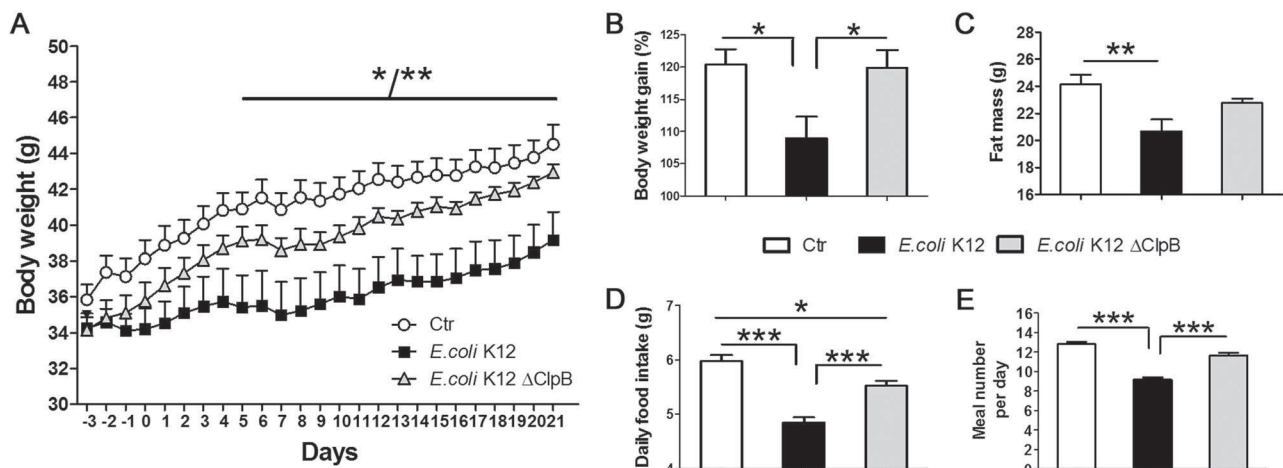 A
Body weight (g)
50
48
46
44
42
39
36
34
32
30
*/**
Ctr
E.coli K12
E.coli K12 ΔClpB
-3 -2 -1 0 1 2 3 4 5 6 7 8 9 10 11 12 13 14 15 16 17 18 19 20 21
Days
B
Body weight gain (%)
125
120
115
110
105
100
* *
C
Fat mass (g)
28
26
24
22
20
18
16
**
Ctr E.coli K12 E.coli K12 ΔClpB
D
Daily food intake (g)
7
6
5
4
*
***
***
E
Meal number
per day
16
14
12
10
8
6
4
2
0
*** ***